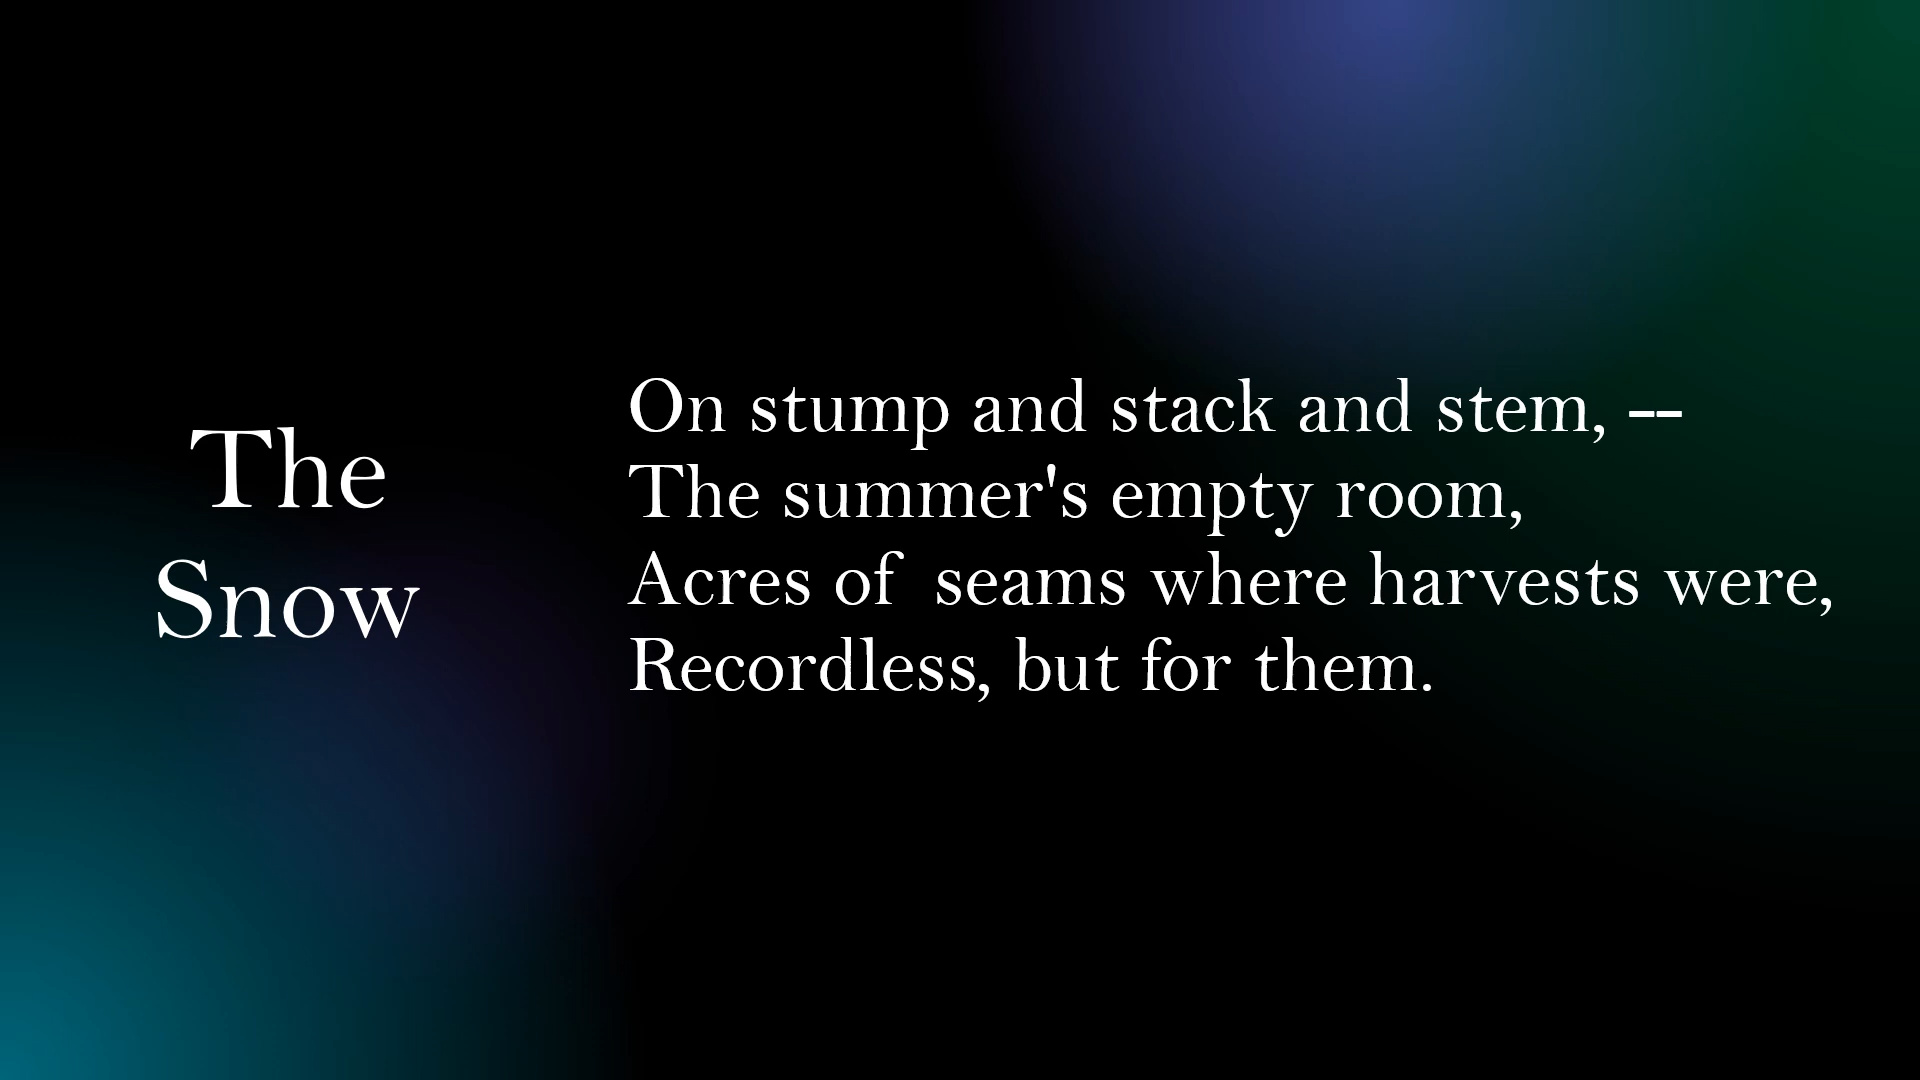 The
Snow
On stump and stack and stem, --
The summer's empty room,
Acres of  seams where harvests were,
Recordless, but for them.